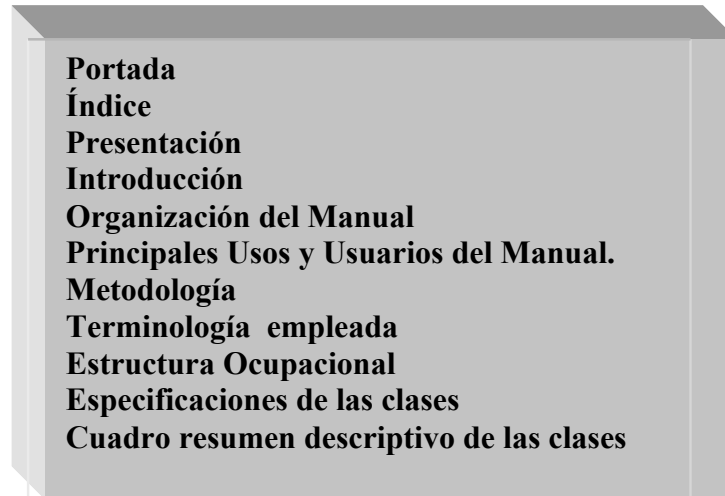 Portada
Índice
Presentación
Introducción
Organización del Manual
Principales Usos y Usuarios del Manual.
Metodología
Terminología  empleada
Estructura Ocupacional
Especificaciones de las clases
Cuadro resumen descriptivo de las clases